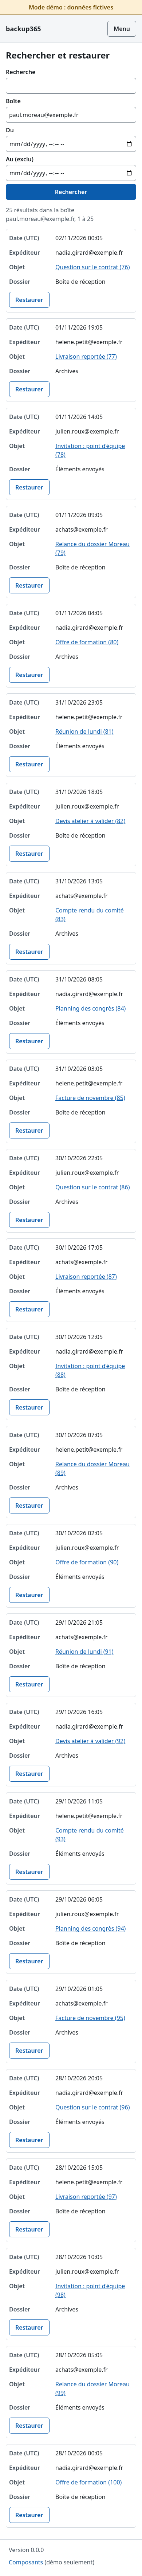 Mode démo : données fictives
backup365
Menu
Rechercher et restaurer
Recherche
Boîte
paul.moreau@exemple.fr
Du
mm/dd/yyyy, --:-- --
Au (exclu)
mm/dd/yyyy, --:-- --
Rechercher
25 résultats dans la boîte
paul.moreau@exemple.fr, 1 à 25
Date (UTC) 02/11/2026 00:05
Expéditeur nadia.girard@exemple.fr
Objet Question sur le contrat (76)
Dossier Boîte de réception
Restaurer
Date (UTC) 01/11/2026 19:05
Expéditeur helene.petit@exemple.fr
Objet Livraison reportée (77)
Dossier Archives
Restaurer
Date (UTC) 01/11/2026 14:05
Expéditeur julien.roux@exemple.fr
Objet Invitation : point d’équipe
(78)
Dossier Éléments envoyés
Restaurer
Date (UTC) 01/11/2026 09:05
Expéditeur achats@exemple.fr
Objet Relance du dossier Moreau
(79)
Dossier Boîte de réception
Restaurer
Date (UTC) 01/11/2026 04:05
Expéditeur nadia.girard@exemple.fr
Objet Offre de formation (80)
Dossier Archives
Restaurer
Date (UTC) 31/10/2026 23:05
Expéditeur helene.petit@exemple.fr
Objet Réunion de lundi (81)
Dossier Éléments envoyés
Restaurer
Date (UTC) 31/10/2026 18:05
Expéditeur julien.roux@exemple.fr
Objet Devis atelier à valider (82)
Dossier Boîte de réception
Restaurer
Date (UTC) 31/10/2026 13:05
Expéditeur achats@exemple.fr
Objet Compte rendu du comité
(83)
Dossier Archives
Restaurer
Date (UTC) 31/10/2026 08:05
Expéditeur nadia.girard@exemple.fr
Objet Planning des congrès (84)
Dossier Éléments envoyés
Restaurer
Date (UTC) 31/10/2026 03:05
Expéditeur helene.petit@exemple.fr
Objet Facture de novembre (85)
Dossier Boîte de réception
Restaurer
Date (UTC) 30/10/2026 22:05
Expéditeur julien.roux@exemple.fr
Objet Question sur le contrat (86)
Dossier Archives
Restaurer
Date (UTC) 30/10/2026 17:05
Expéditeur achats@exemple.fr
Objet Livraison reportée (87)
Dossier Éléments envoyés
Restaurer
Date (UTC) 30/10/2026 12:05
Expéditeur nadia.girard@exemple.fr
Objet Invitation : point d’équipe
(88)
Dossier Boîte de réception
Restaurer
Date (UTC) 30/10/2026 07:05
Expéditeur helene.petit@exemple.fr
Objet Relance du dossier Moreau
(89)
Dossier Archives
Restaurer
Date (UTC) 30/10/2026 02:05
Expéditeur julien.roux@exemple.fr
Objet Offre de formation (90)
Dossier Éléments envoyés
Restaurer
Date (UTC) 29/10/2026 21:05
Expéditeur achats@exemple.fr
Objet Réunion de lundi (91)
Dossier Boîte de réception
Restaurer
Date (UTC) 29/10/2026 16:05
Expéditeur nadia.girard@exemple.fr
Objet Devis atelier à valider (92)
Dossier Archives
Restaurer
Date (UTC) 29/10/2026 11:05
Expéditeur helene.petit@exemple.fr
Objet Compte rendu du comité
(93)
Dossier Éléments envoyés
Restaurer
Date (UTC) 29/10/2026 06:05
Expéditeur julien.roux@exemple.fr
Objet Planning des congrès (94)
Dossier Boîte de réception
Restaurer
Date (UTC) 29/10/2026 01:05
Expéditeur achats@exemple.fr
Objet Facture de novembre (95)
Dossier Archives
Restaurer
Date (UTC) 28/10/2026 20:05
Expéditeur nadia.girard@exemple.fr
Objet Question sur le contrat (96)
Dossier Éléments envoyés
Restaurer
Date (UTC) 28/10/2026 15:05
Expéditeur helene.petit@exemple.fr
Objet Livraison reportée (97)
Dossier Boîte de réception
Restaurer
Date (UTC) 28/10/2026 10:05
Expéditeur julien.roux@exemple.fr
Objet Invitation : point d’équipe
(98)
Dossier Archives
Restaurer
Date (UTC) 28/10/2026 05:05
Expéditeur achats@exemple.fr
Objet Relance du dossier Moreau
(99)
Dossier Éléments envoyés
Restaurer
Date (UTC) 28/10/2026 00:05
Expéditeur nadia.girard@exemple.fr
Objet Offre de formation (100)
Dossier Boîte de réception
Restaurer
Version 0.0.0
Composants (démo seulement)